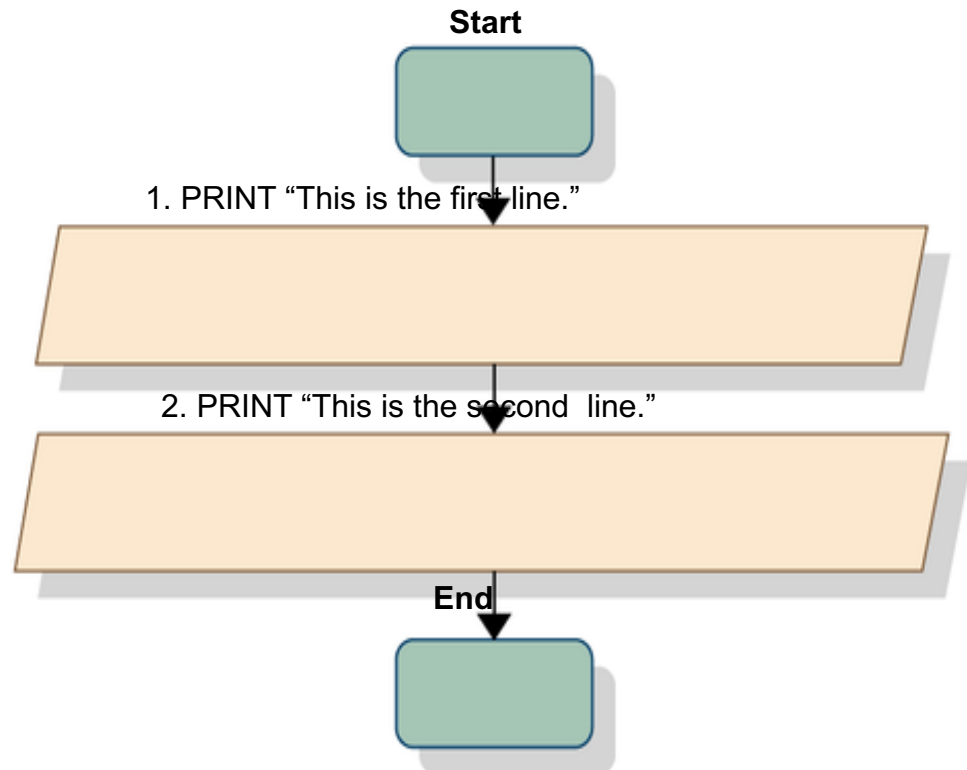 Start
1. PRINT “This is the first line.”
2. PRINT “This is the second  line.”
End